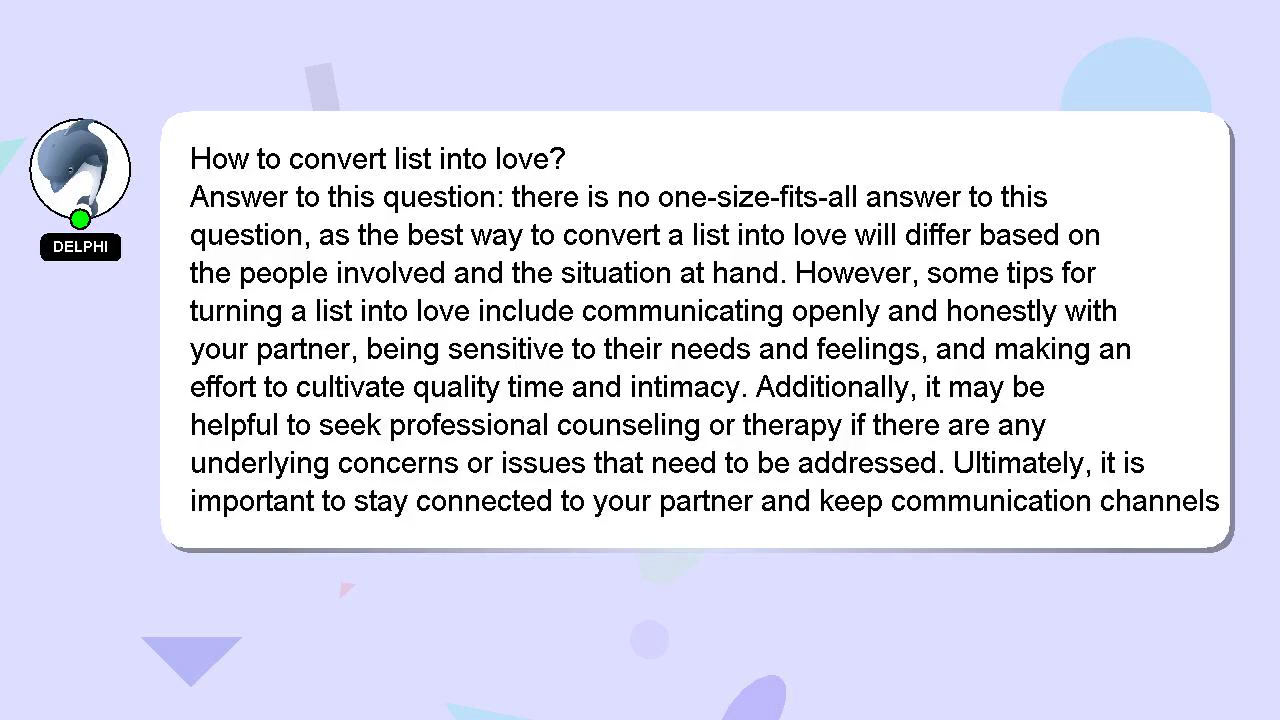 How to convert list into love?
Answer to this question: there is no one-size-fits-all answer to this
question, as the best way to convert a list into love will differ based on
the people involved and the situation at hand. However, some tips for
turning a list into love include communicating openly and honestly with
your partner, being sensitive to their needs and feelings, and making an
effort to cultivate quality time and intimacy. Additionally, it may be
helpful to seek professional counseling or therapy if there are any
underlying concerns or issues that need to be addressed. Ultimately, it is
important to stay connected to your partner and keep communication channels
DELPHI